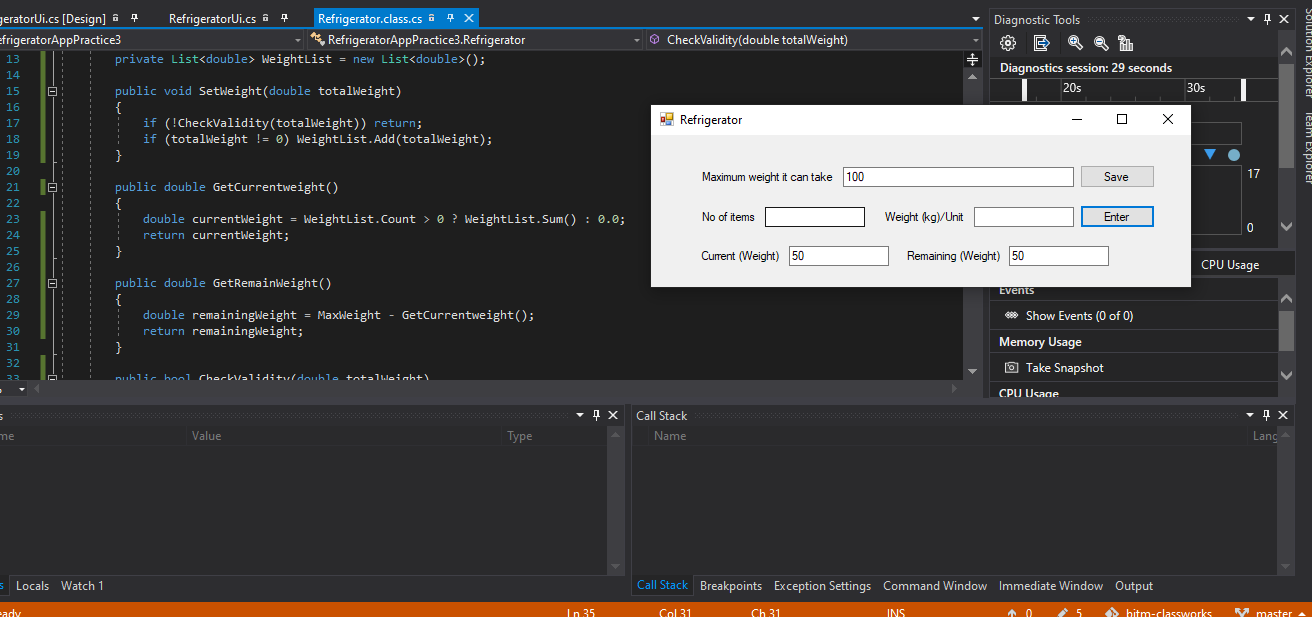 geratorUi.cs [Design] RefrigeratorUi.cs Refrigerator.class.cs
efrigeratorAppPractice3 RefrigeratorAppPractice3.Refrigerator CheckValidity(double totalWeight)
13 private List<double> WeightList = new List<double>();
14
15 public void SetWeight(double totalWeight)
16 {
17 if (!CheckValidity(totalWeight)) return;
18 if (totalWeight != 0) WeightList.Add(totalWeight);
19 }
20
21 public double GetCurrentweight()
22 {
23 double currentWeight = WeightList.Count > 0 ? WeightList.Sum() : 0.0;
24 return currentWeight;
25 }
26
27 public double GetRemainWeight()
28 {
29 double remainingWeight = MaxWeight - GetCurrentweight();
30 return remainingWeight;
31 }
32
33 public bool CheckValidity(double totalWeight)
Refrigerator
Maximum weight it can take 100 Save
No of items Weight (kg)/Unit Enter
Current (Weight) 50 Remaining (Weight) 50
Diagnostic Tools
Diagnostics session: 29 seconds
20s 30s
17
0
CPU Usage
Events
Show Events (0 of 0)
Memory Usage
Take Snapshot
CPU Usage
Solution Explorer
Team Explorer
s
me Value Type
Call Stack
Name Lang
s Locals Watch 1
Call Stack Breakpoints Exception Settings Command Window Immediate Window Output
eady Ln 35 Col 31 Ch 31 INS 0 5 bitm-classworks master